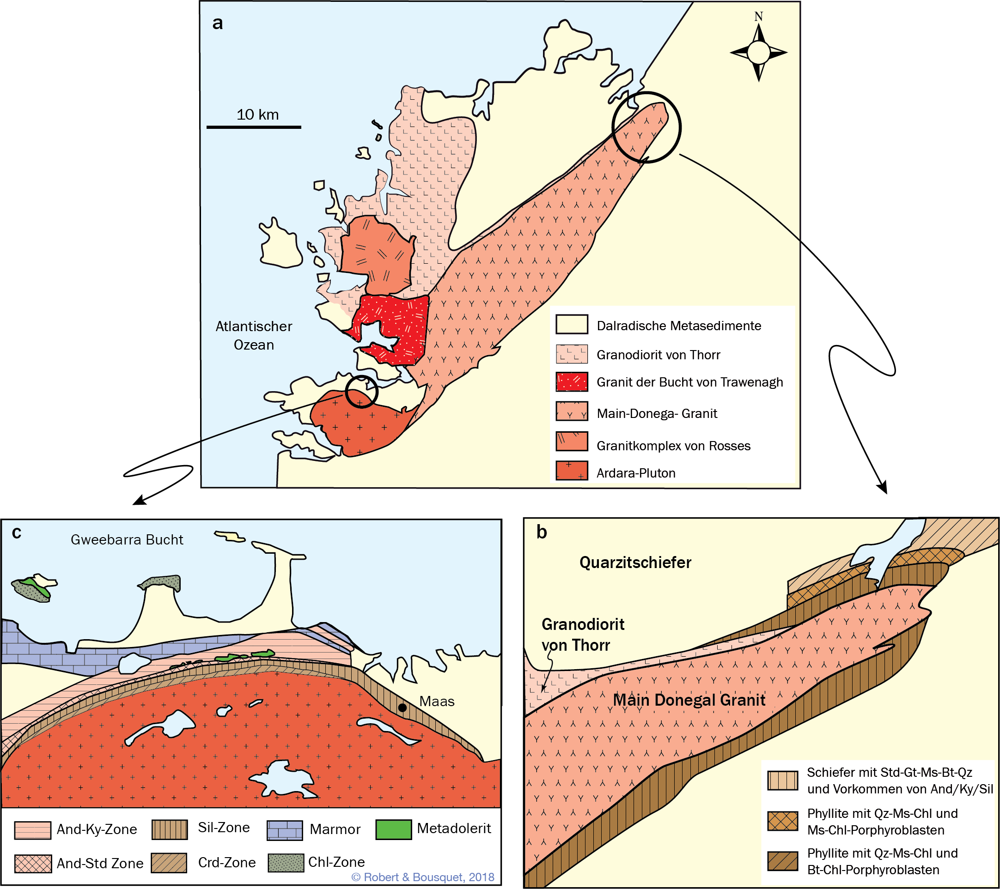 a
N
10 km
Atlantischer
Ozean
Dalradische Metasedimente
Granodiorit von Thorr
Granit der Bucht von Trawenagh
Main-Donega- Granit
Granitkomplex von Rosses
Ardara-Pluton
c
Gweebarra Bucht
Maas
And-Ky-Zone
Sil-Zone
Marmor
Metadolerit
And-Std Zone
Crd-Zone
Chl-Zone
© Robert & Bousquet, 2018
b
Quarzitschiefer
Granodiorit
von Thorr
Main Donegal Granit
Schiefer mit Std-Gt-Ms-Bt-Qz
und Vorkommen von And/Ky/Sil
Phyllite mit Qz-Ms-Chl und
Ms-Chl-Porphyroblasten
Phyllite mit Qz-Ms-Chl und
Bt-Chl-Porphyroblasten